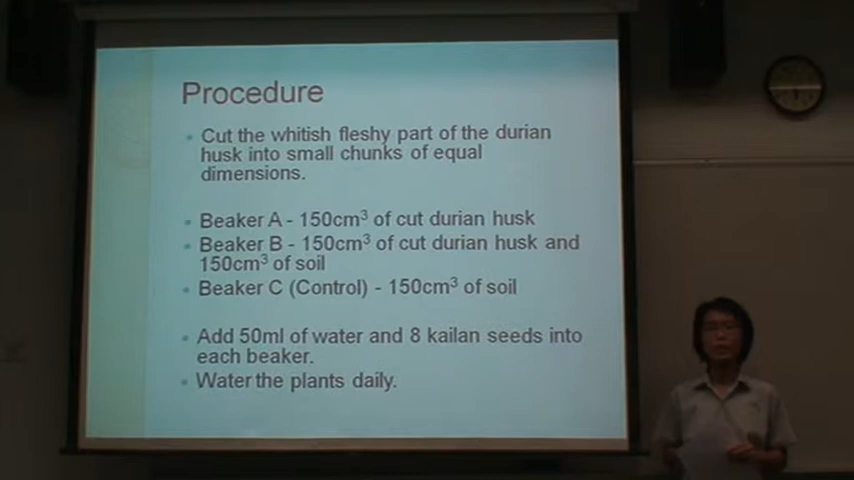 Procedure
Cut the whitish fleshy part of the durian
husk into small chunks of equal
dimensions.
Beaker A - 150cm³ of cut durian husk
Beaker B - 150cm³ of cut durian husk and
150cm³ of soil
Beaker C (Control) - 150cm³ of soil
Add 50ml of water and 8 kailan seeds into
each beaker.
Water the plants daily.